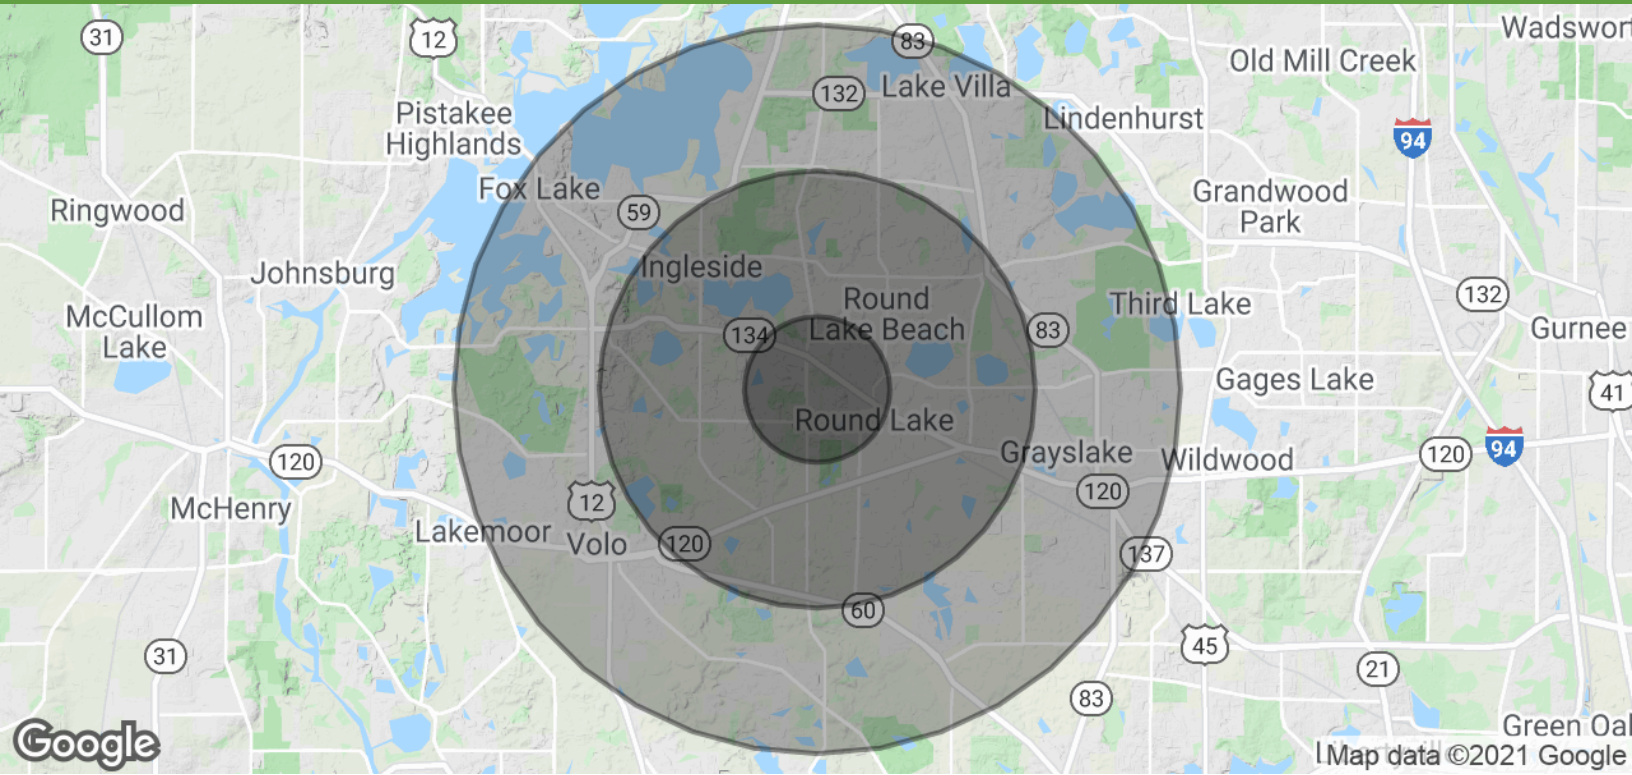 31
12
83
Wadswort
Old Mill Creek
132
Lake Villa
Pistakee
Highlands
Lindenhurst
94
Fox Lake
59
Grandwood
Park
Ringwood
Ingleside
Johnsburg
Round
Lake Beach
Third Lake
132
McCullom
Lake
134
83
Gurnee
Gages Lake
41
Round Lake
Grayslake
Wildwood
120
120
94
12
120
McHenry
Lakemoor
Volo
120
137
60
31
45
21
83
Google
Green Oa
Map data ©2021 Google